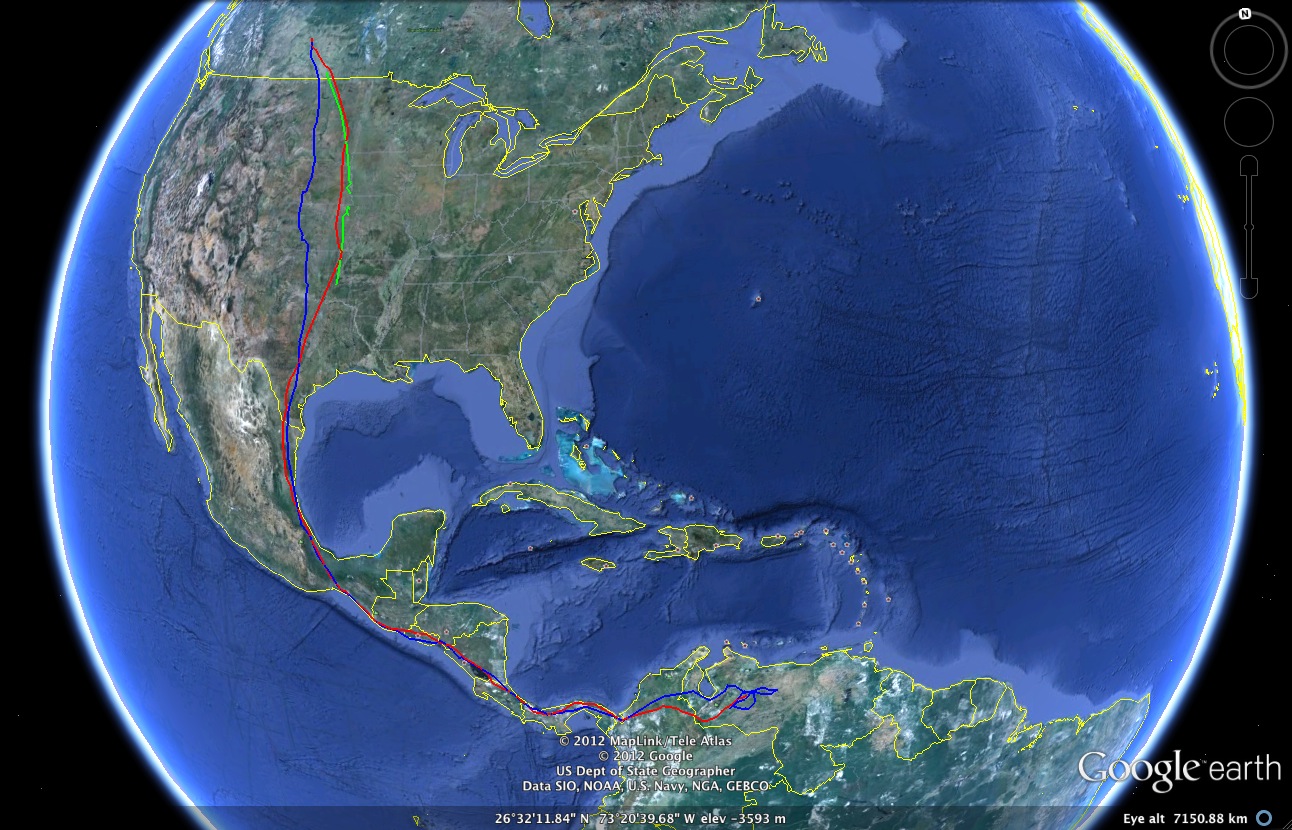 N
© 2012 MapLink/Tele Atlas
© 2012 Google
US Dept of State Geographer
Data SIO, NOAA, U.S. Navy, NGA, GEBCO
Google earth
26°32'11.84" N 73°20'39.68" W elev -3593 m
Eye alt 7150.88 km